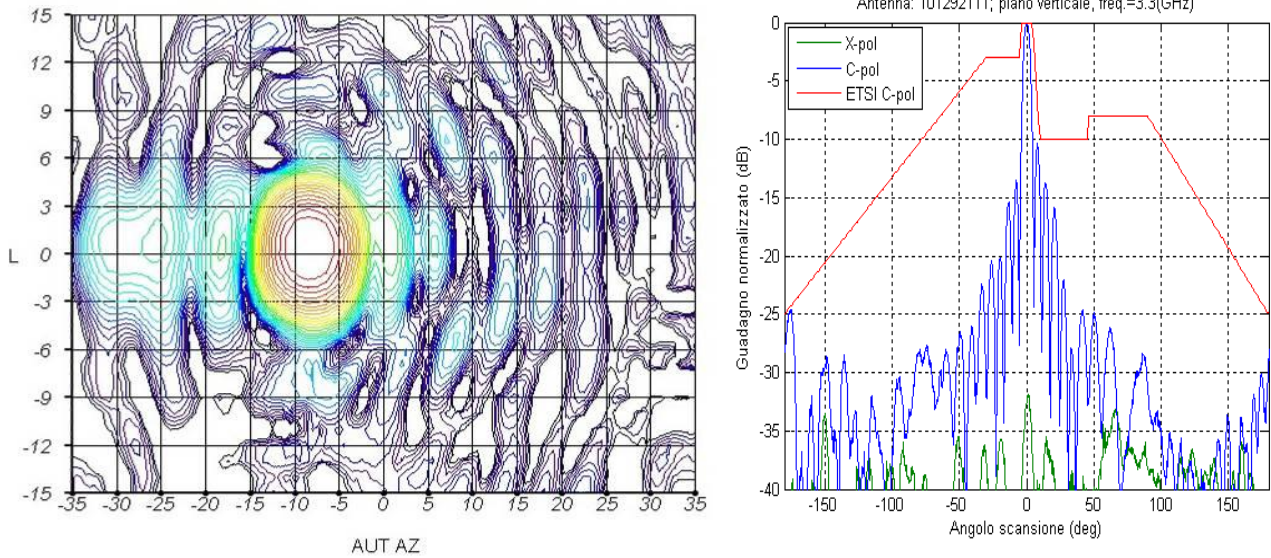 15
12
9
6
3
0
-3
-6
-9
-12
-15
-35 -30 -25 -20 -15 -10 -5 0 5 10 15 20 25 30 35
AUT AZ
Antenna: 101292111; piano verticale, freq.=3.3(GHz)
X-pol
C-pol
ETSI C-pol
Guadagno normalizzato (dB)
0
-5
-10
-15
-20
-25
-30
-35
-40
-150 -100 -50 0 50 100 150
Angolo scansione (deg)